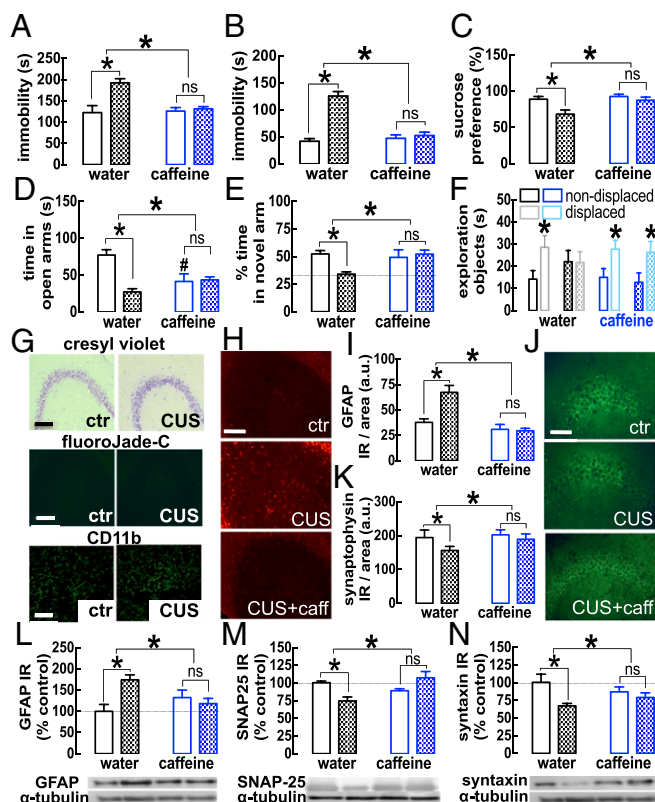 A
immobility (s)
250
200
150
100
50
0
*
*
ns
water
caffeine
B
immobility (s)
200
150
100
50
0
*
*
ns
water
caffeine
C
sucrose
preference (%)
150
100
50
0
*
*
ns
water
caffeine
D
time in
open arms (s)
150
100
50
0
*
*
#
ns
water
caffeine
E
% time
in novel arm
100
75
50
25
0
*
*
ns
water
caffeine
F
exploration
objects (s)
60
50
40
30
20
10
0
non-displaced
displaced
*
*
*
water
caffeine
G
cresyl violet
ctr
CUS
fluoroJade-C
ctr
CUS
CD11b
ctr
CUS
H
ctr
CUS
CUS+caff
I
GFAP
IR / area (a.u.)
100
75
50
25
0
*
*
ns
water
caffeine
J
ctr
CUS
CUS+caff
K
synaptophysin
IR / area (a.u.)
300
200
100
0
*
*
ns
water
caffeine
L
GFAP IR
(% control)
250
200
150
100
50
0
*
*
ns
water
caffeine
GFAP
α-tubulin
M
SNAP25 IR
(% control)
150
125
100
75
50
25
0
*
*
ns
water
caffeine
SNAP-25
α-tubulin
N
syntaxin IR
(% control)
150
125
100
75
50
25
0
*
*
ns
water
caffeine
syntaxin
α-tubulin